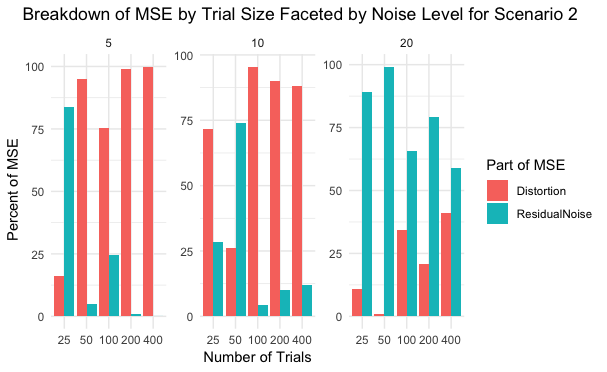 Breakdown of MSE by Trial Size Faceted by Noise Level for Scenario 2
5
10
20
Percent of MSE
100
75
50
25
0
100
75
50
25
0
100
75
50
25
0
25 50 100 200 400
25 50 100 200 400
25 50 100 200 400
Number of Trials
Part of MSE
Distortion
ResidualNoise